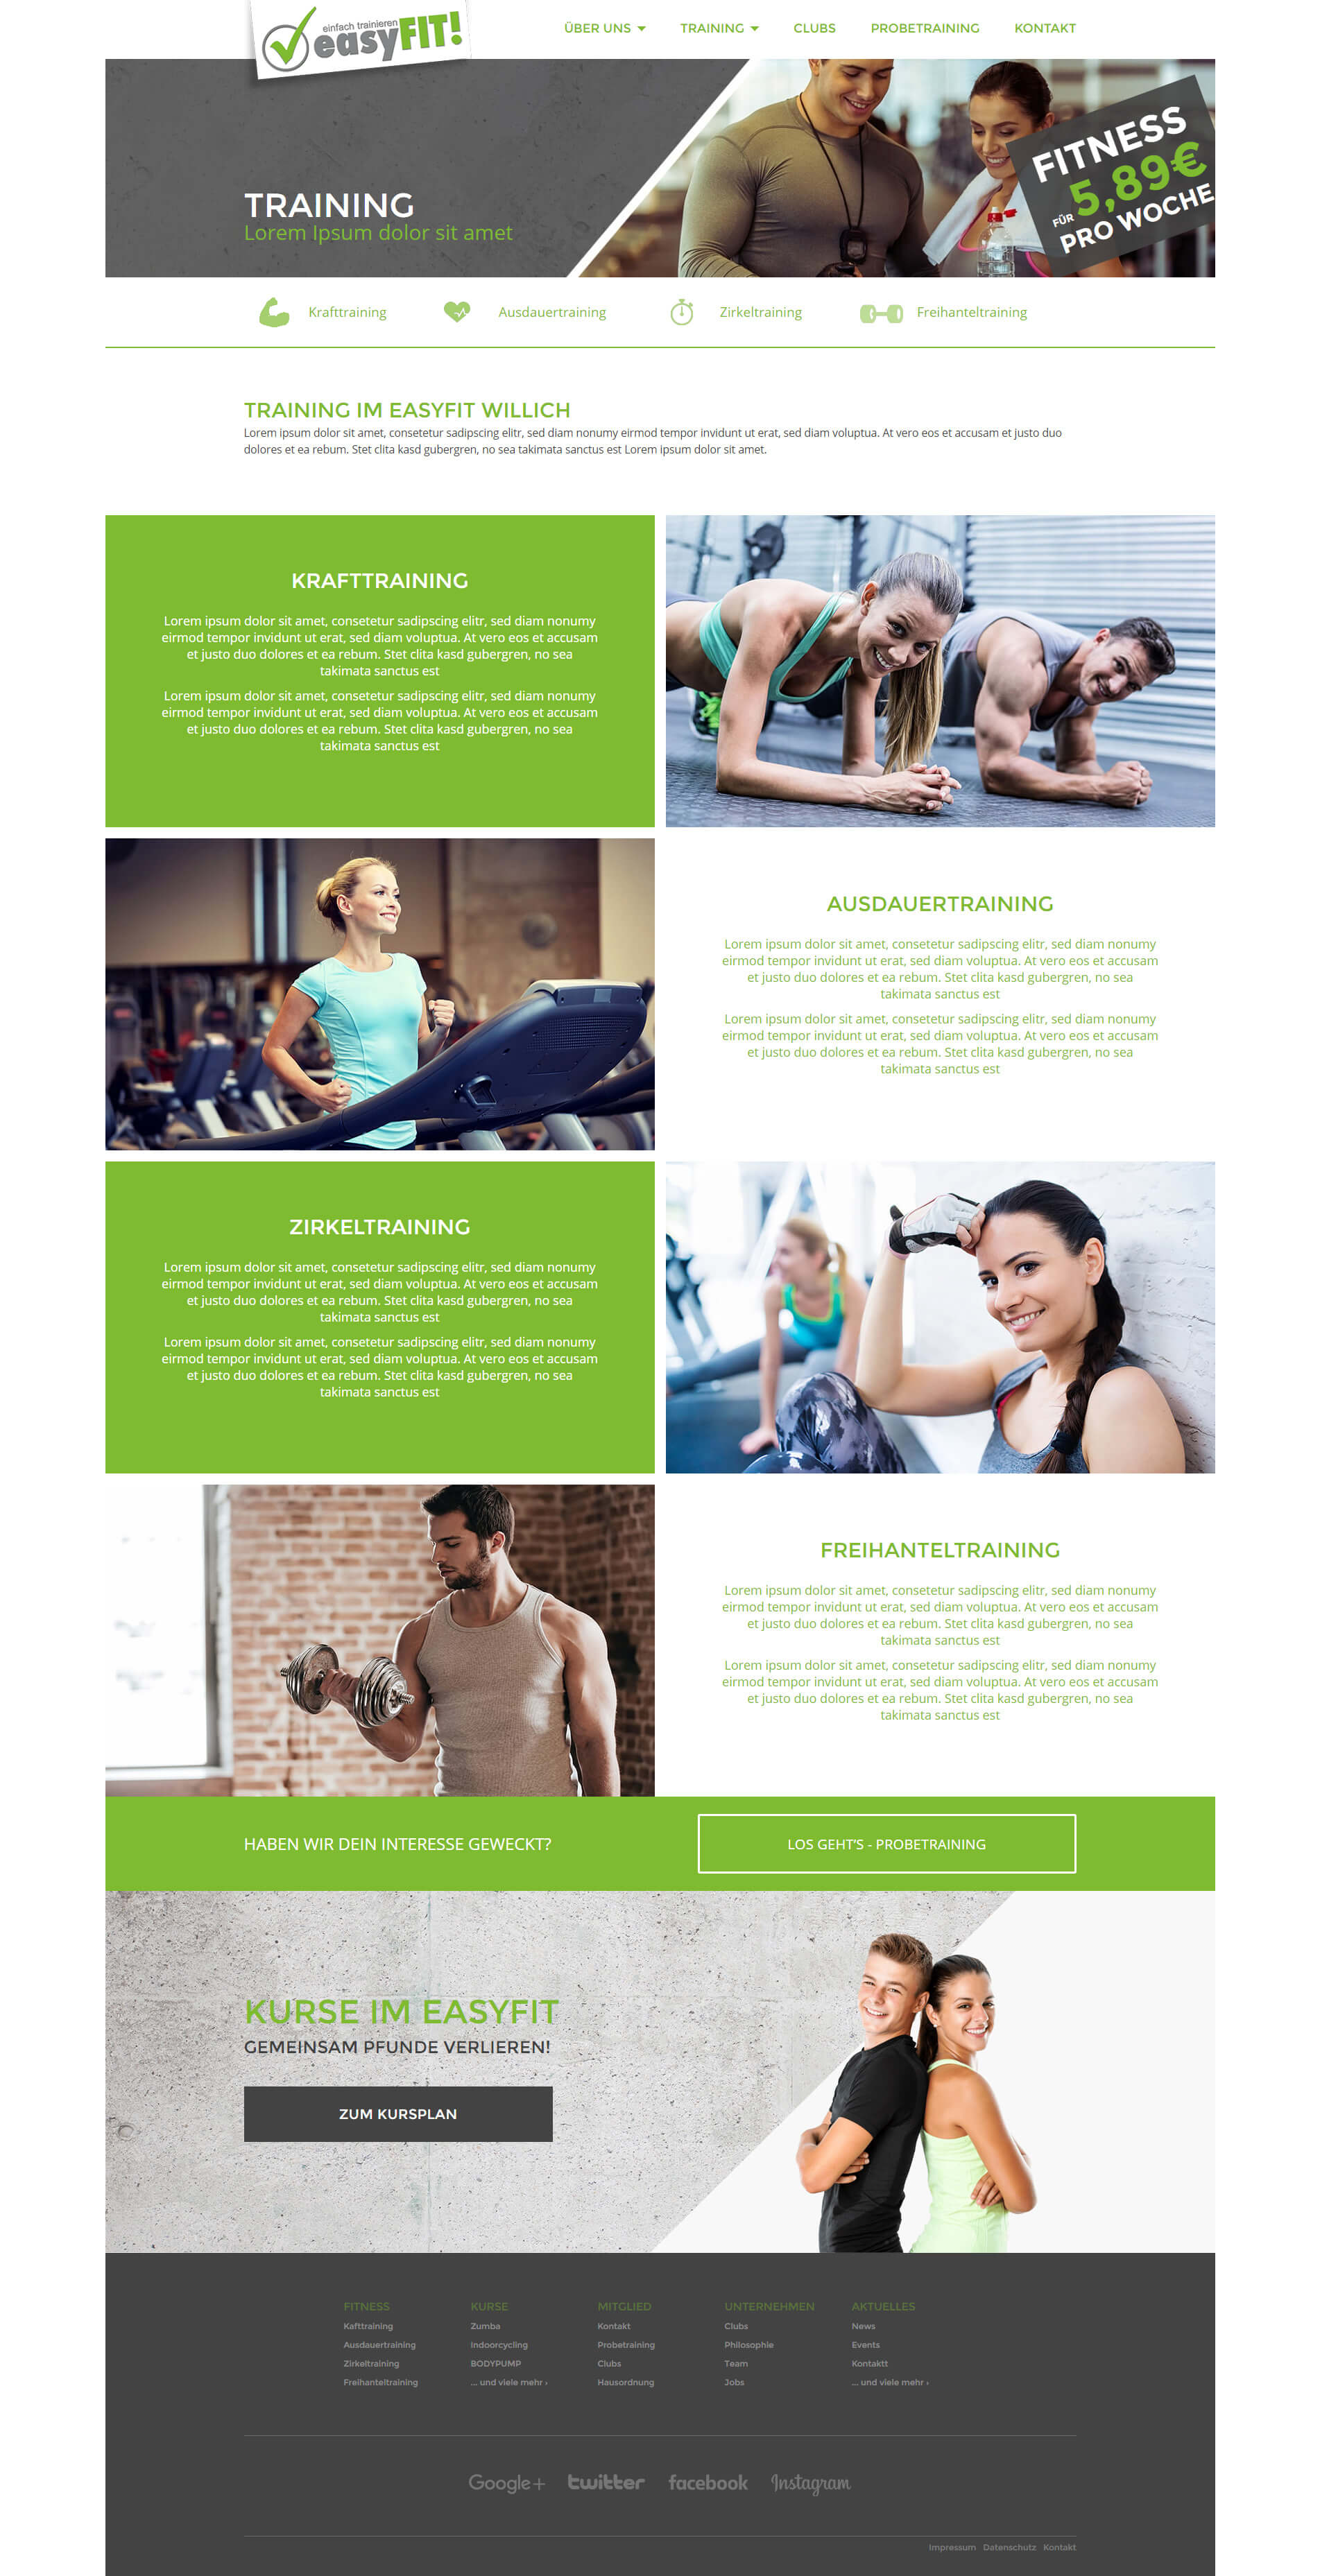 einfach trainieren
easyFIT!
ÜBER UNS TRAINING CLUBS PROBETRAINING KONTAKT
TRAINING
Lorem Ipsum dolor sit amet
FITNESS
FÜR 5,89€
PRO WOCHE
Krafttraining Ausdauertraining Zirkeltraining Freihanteltraining
TRAINING IM EASYFIT WILLICH
Lorem ipsum dolor sit amet, consetetur sadipscing elitr, sed diam nonumy eirmod tempor invidunt ut erat, sed diam voluptua. At vero eos et accusam et justo duo
dolores et ea rebum. Stet clita kasd gubergren, no sea takimata sanctus est Lorem ipsum dolor sit amet.
KRAFTTRAINING
Lorem ipsum dolor sit amet, consetetur sadipscing elitr, sed diam nonumy
eirmod tempor invidunt ut erat, sed diam voluptua. At vero eos et accusam
et justo duo dolores et ea rebum. Stet clita kasd gubergren, no sea
takimata sanctus est
Lorem ipsum dolor sit amet, consetetur sadipscing elitr, sed diam nonumy
eirmod tempor invidunt ut erat, sed diam voluptua. At vero eos et accusam
et justo duo dolores et ea rebum. Stet clita kasd gubergren, no sea
takimata sanctus est
AUSDAUERTRAINING
Lorem ipsum dolor sit amet, consetetur sadipscing elitr, sed diam nonumy
eirmod tempor invidunt ut erat, sed diam voluptua. At vero eos et accusam
et justo duo dolores et ea rebum. Stet clita kasd gubergren, no sea
takimata sanctus est
Lorem ipsum dolor sit amet, consetetur sadipscing elitr, sed diam nonumy
eirmod tempor invidunt ut erat, sed diam voluptua. At vero eos et accusam
et justo duo dolores et ea rebum. Stet clita kasd gubergren, no sea
takimata sanctus est
ZIRKELTRAINING
Lorem ipsum dolor sit amet, consetetur sadipscing elitr, sed diam nonumy
eirmod tempor invidunt ut erat, sed diam voluptua. At vero eos et accusam
et justo duo dolores et ea rebum. Stet clita kasd gubergren, no sea
takimata sanctus est
Lorem ipsum dolor sit amet, consetetur sadipscing elitr, sed diam nonumy
eirmod tempor invidunt ut erat, sed diam voluptua. At vero eos et accusam
et justo duo dolores et ea rebum. Stet clita kasd gubergren, no sea
takimata sanctus est
FREIHANTELTRAINING
Lorem ipsum dolor sit amet, consetetur sadipscing elitr, sed diam nonumy
eirmod tempor invidunt ut erat, sed diam voluptua. At vero eos et accusam
et justo duo dolores et ea rebum. Stet clita kasd gubergren, no sea
takimata sanctus est
Lorem ipsum dolor sit amet, consetetur sadipscing elitr, sed diam nonumy
eirmod tempor invidunt ut erat, sed diam voluptua. At vero eos et accusam
et justo duo dolores et ea rebum. Stet clita kasd gubergren, no sea
takimata sanctus est
HABEN WIR DEIN INTERESSE GEWECKT?
LOS GEHT'S - PROBETRAINING
KURSE IM EASYFIT
GEMEINSAM PFUNDE VERLIEREN!
ZUM KURSPLAN
FITNESS KURSE MITGLIED UNTERNEHMEN AKTUELLES
Kafttraining Zumba Kontakt Clubs News
Ausdauertraining Indoorcycling Probetraining Philosophie Events
Zirkeltraining BODYPUMP Clubs Team Kontaktt
Freihanteltraining ... und viele mehr › Hausordnung Jobs ... und viele mehr ›
Google+ twitter facebook Instagram
Impressum Datenschutz Kontakt